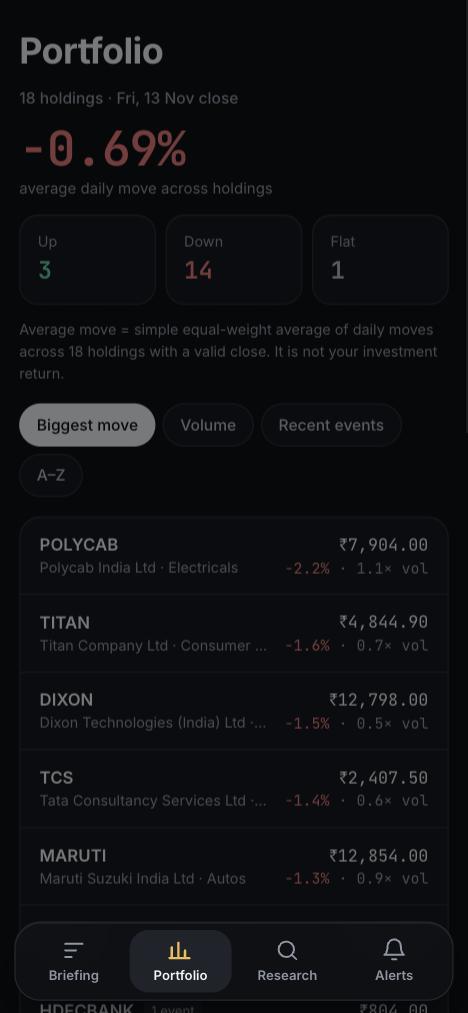 Portfolio
18 holdings · Fri, 13 Nov close
-0.69%
average daily move across holdings
Up
3
Down
14
Flat
1
Average move = simple equal-weight average of daily moves
across 18 holdings with a valid close. It is not your investment
return.
Biggest move
Volume
Recent events
A–Z
POLYCAB ₹7,904.00
Polycab India Ltd · Electricals -2.2% · 1.1× vol
TITAN ₹4,844.90
Titan Company Ltd · Consumer ... -1.6% · 0.7× vol
DIXON ₹12,798.00
Dixon Technologies (India) Ltd ·... -1.5% · 0.5× vol
TCS ₹2,407.50
Tata Consultancy Services Ltd ·... -1.4% · 0.6× vol
MARUTI ₹12,854.00
Maruti Suzuki India Ltd · Autos -1.3% · 0.9× vol
Briefing
Portfolio
Research
Alerts
HDFCBANK 1 event ₹804.00